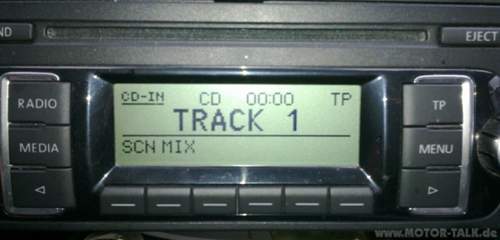 ND
EJECT
RADIO
CD-IN CD 00:00 TP
TP
TRACK 1
MEDIA
SCN MIX
MENU
www.MOTOR-TALK.de